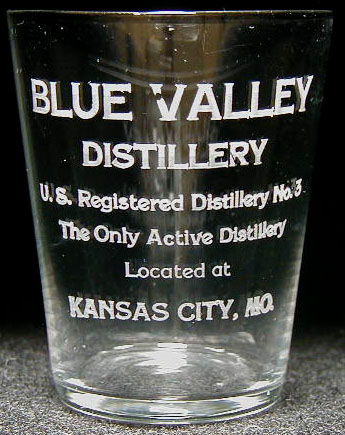 BLUE VALLEY
DISTILLERY
U. S. Registered Distillery No. 3
The Only Active Distillery
Located at
KANSAS CITY, MO.